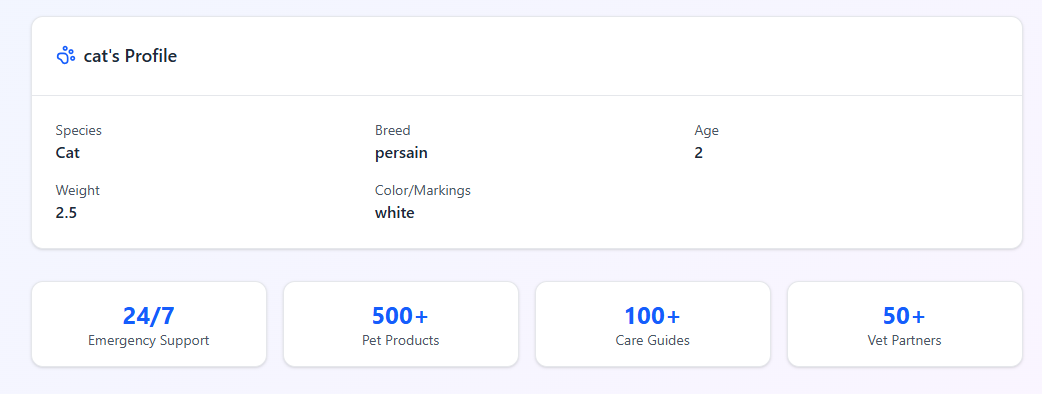 cat's Profile
Species
Breed
Age
Cat
persain
2
Weight
Color/Markings
2.5
white
24/7
500+
100+
50+
Emergency Support
Pet Products
Care Guides
Vet Partners